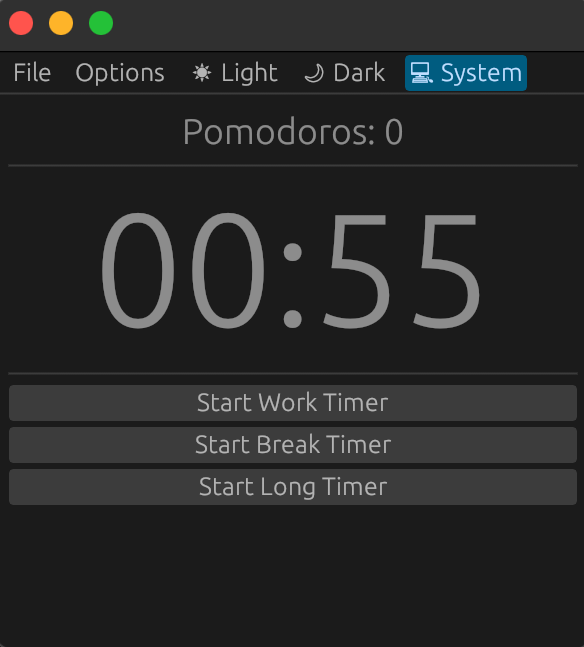 File Options ☀ Light 🌙 Dark 💻 System
Pomodoros: 0
00:55
Start Work Timer
Start Break Timer
Start Long Timer